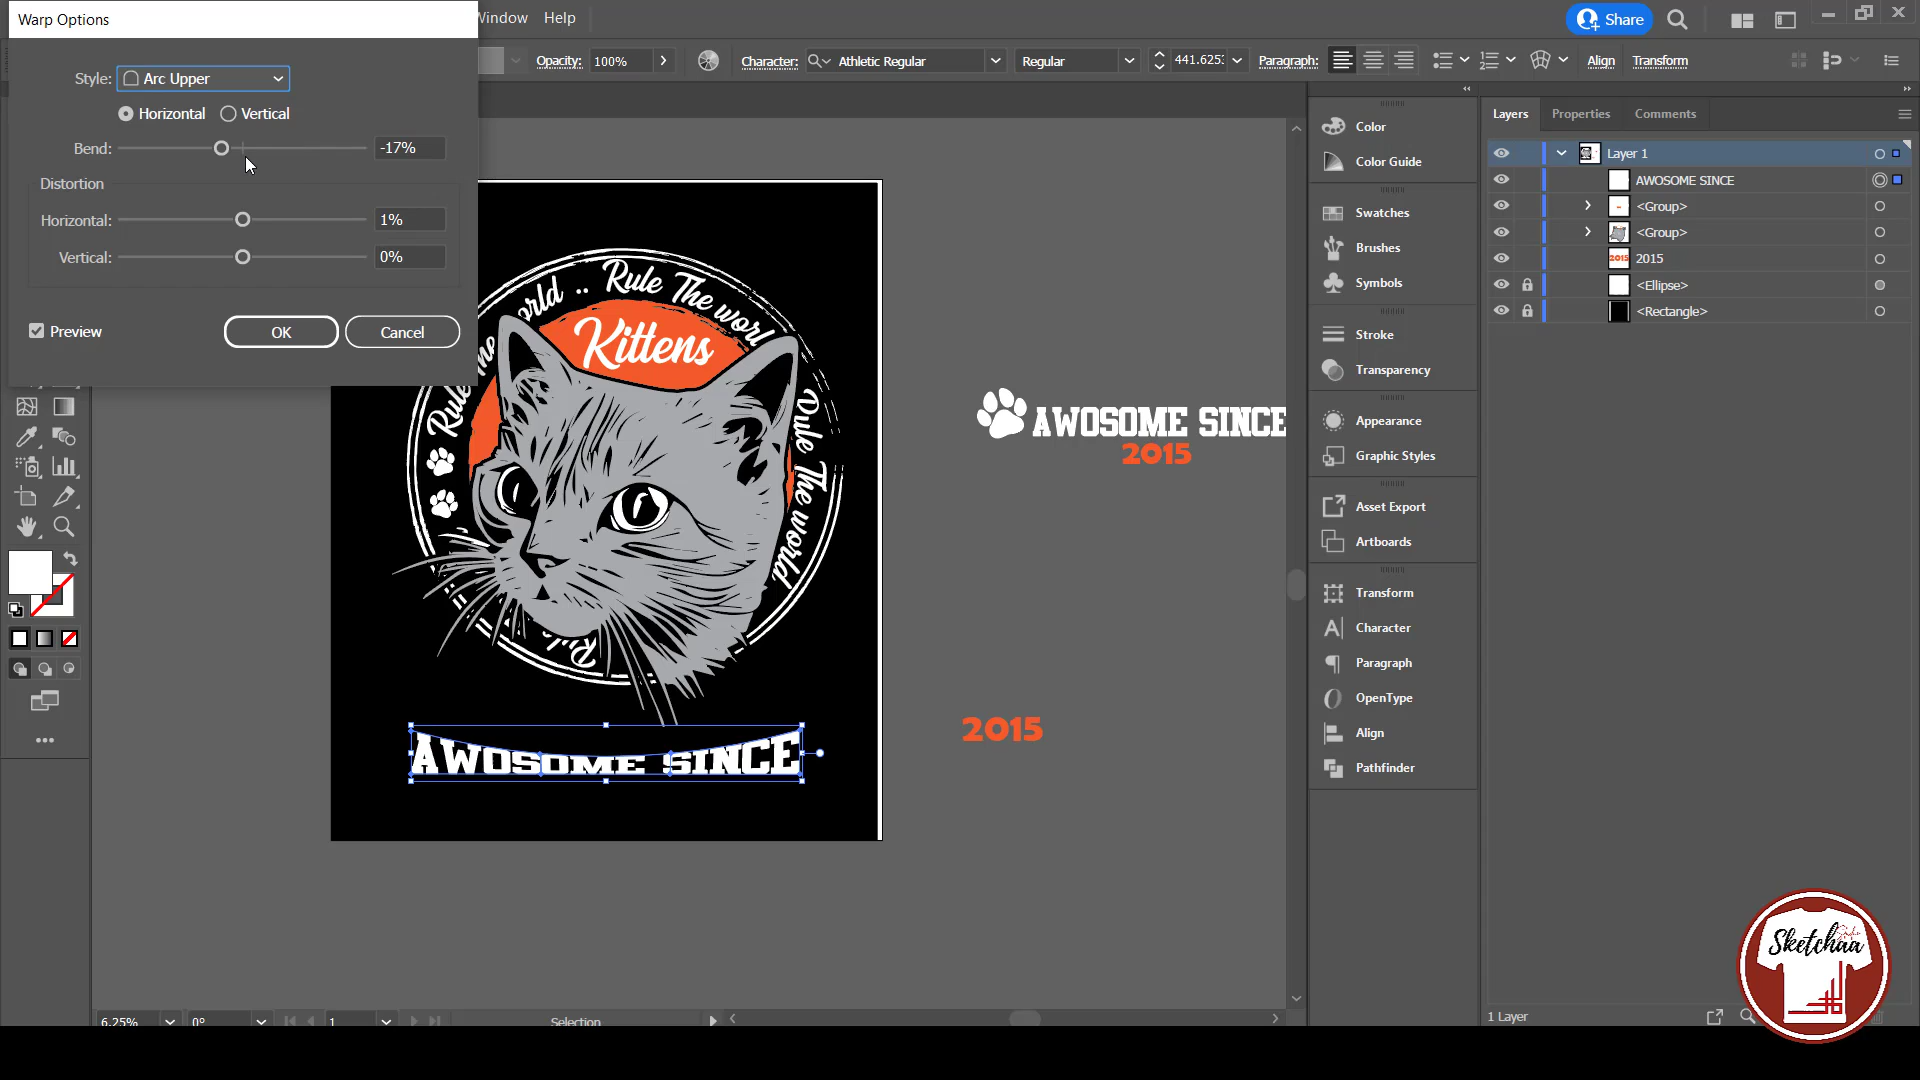 Warp Options
Window Help
Share
Style: Arc Upper
Opacity: 100%
Character: Athletic Regular
Regular
441.625
Paragraph:
Align
Transform
Horizontal Vertical
Bend: -17%
Distortion
Horizontal: 1%
Vertical: 0%
Preview
OK
Cancel
Color
Color Guide
Swatches
Brushes
Symbols
Stroke
Transparency
Appearance
Graphic Styles
Asset Export
Artboards
Transform
Character
Paragraph
OpenType
Align
Pathfinder
Layers Properties Comments
Layer 1
AWOSOME SINCE
<Group>
<Group>
2015
<Ellipse>
<Rectangle>
orld .. Rule The worl
Kittens
Rule The world
AWOSOME SINCE
2015
2015
AWOSOME SINCE
6.25%
0°
1
Selection
1 Layer
Sketchaa